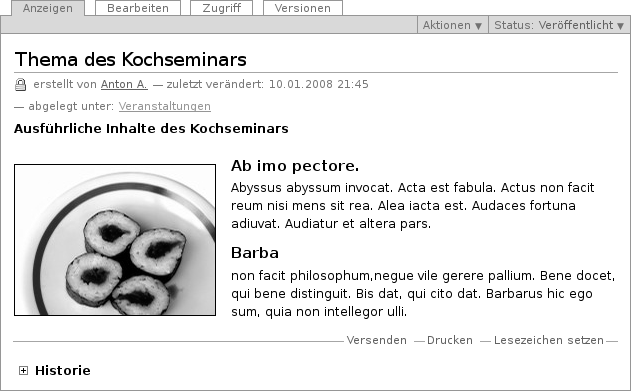 Anzeigen Bearbeiten Zugriff Versionen
Aktionen ▼ Status: Veröffentlicht ▼
Thema des Kochseminars
erstellt von Anton A. — zuletzt verändert: 10.01.2008 21:45
— abgelegt unter: Veranstaltungen
Ausführliche Inhalte des Kochseminars
Ab imo pectore.
Abyssus abyssum invocat. Acta est fabula. Actus non facit
reum nisi mens sit rea. Alea iacta est. Audaces fortuna
adiuvat. Audiatur et altera pars.
Barba
non facit philosophum,negue vile gerere pallium. Bene docet,
qui bene distinguit. Bis dat, qui cito dat. Barbarus hic ego
sum, quia non intellegor ulli.
Versenden — Drucken — Lesezeichen setzen —
Historie